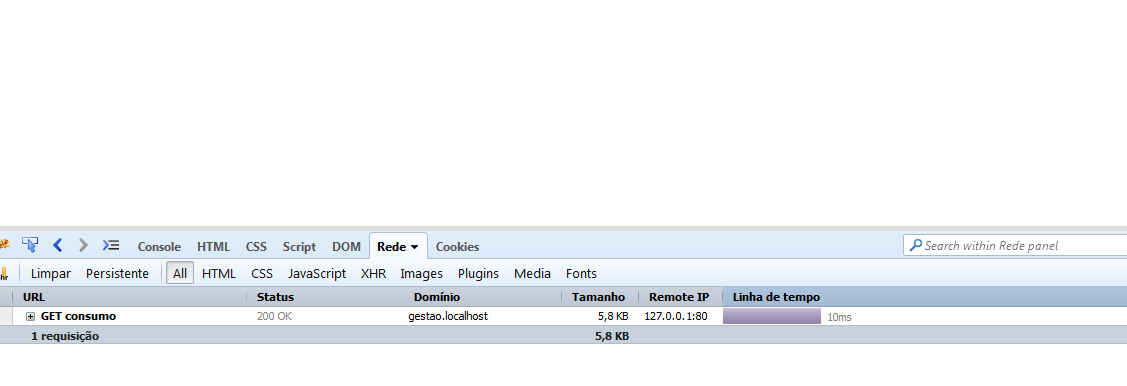 Console HTML CSS Script DOM Rede Cookies Search within Rede panel
Limpar Persistente All HTML CSS JavaScript XHR Images Plugins Media Fonts
URL Status Domínio Tamanho Remote IP Linha de tempo
GET consumo 200 OK gestao.localhost 5,8 KB 127.0.0.1:80 10ms
1 requisição 5,8 KB